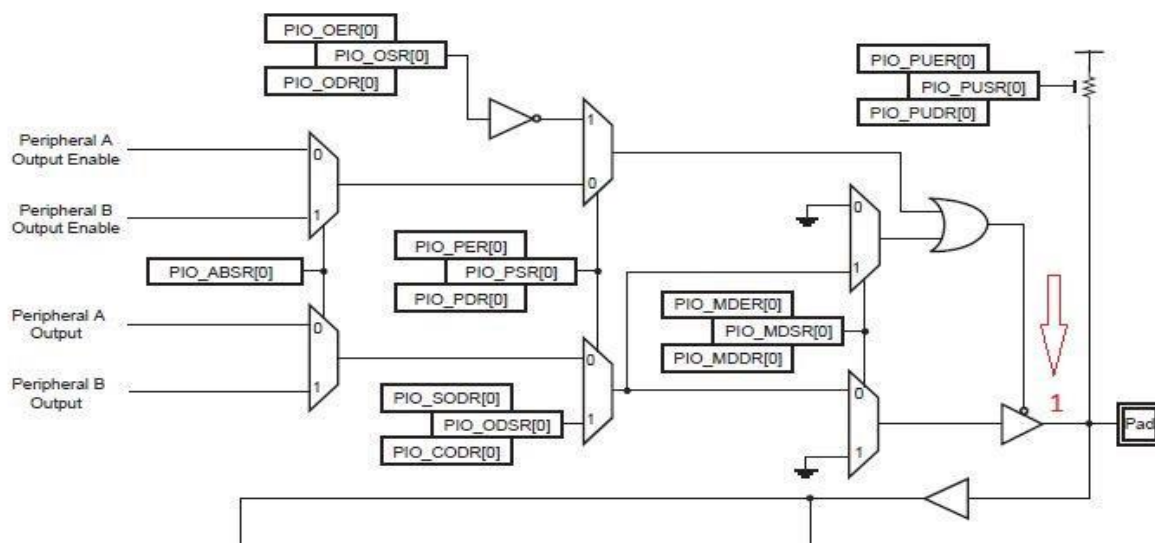 PIO_OER[0]
PIO_OSR[0]
PIO_ODR[0]
PIO_PUER[0]
PIO_PUSR[0]
PIO_PUDR[0]
1
0
Peripheral A
Output Enable
0
Peripheral B
Output Enable
1
0
1
PIO_ABSR[0]
PIO_PER[0]
PIO_PSR[0]
PIO_PDR[0]
PIO_MDER[0]
PIO_MDSR[0]
PIO_MDDR[0]
Peripheral A
Output
0
1
Peripheral B
Output
0
1
PIO_SODR[0]
PIO_ODSR[0]
PIO_CODR[0]
0
1
1
Pad